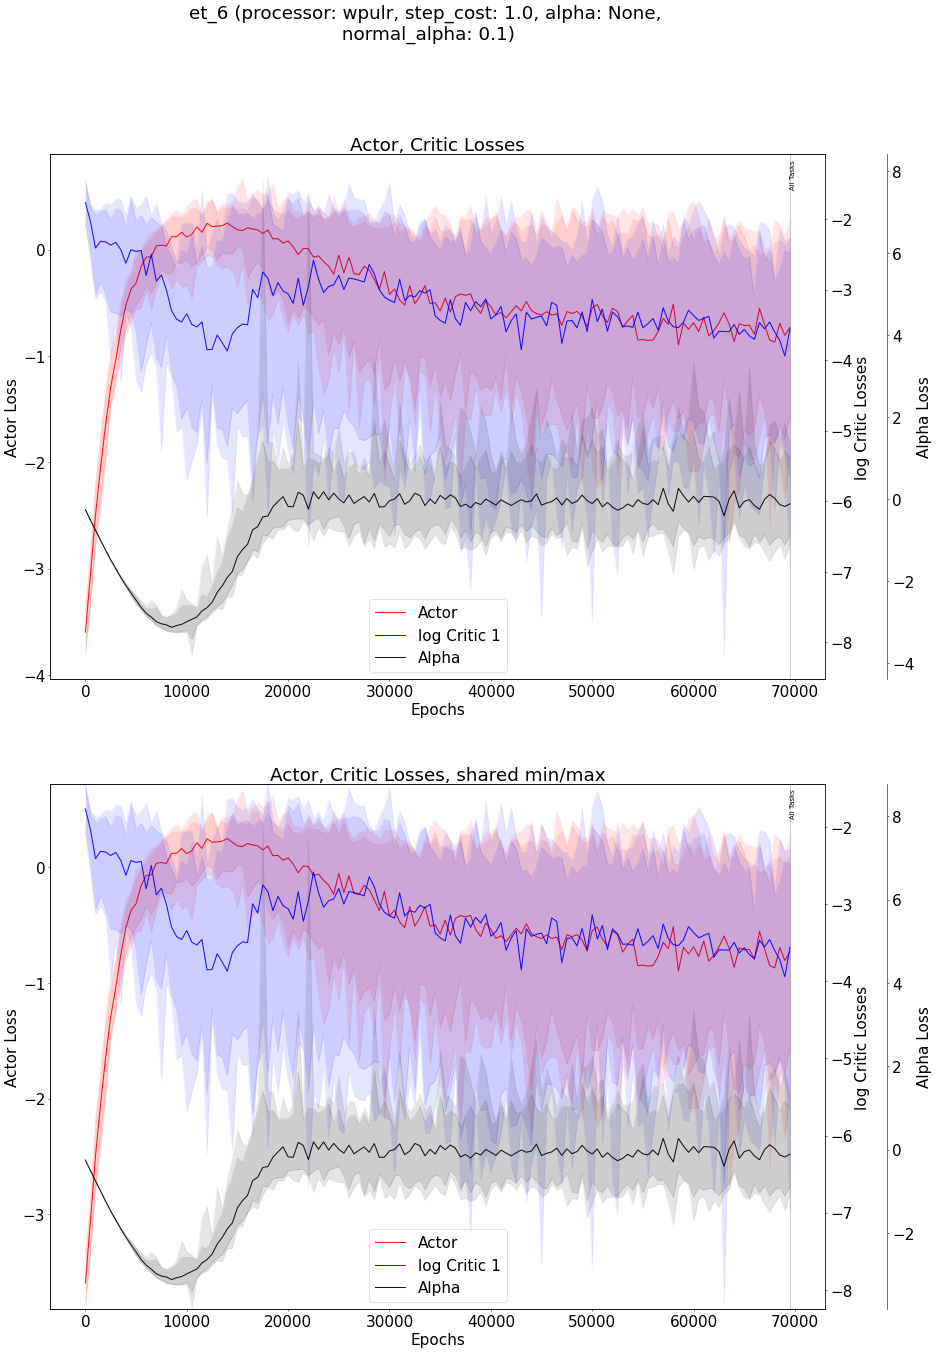 et_6 (processor: wpulr, step_cost: 1.0, alpha: None,
normal_alpha: 0.1)
Actor, Critic Losses
All Tasks
Actor Loss
0
−1
−2
−3
−4
log Critic Losses
−2
−3
−4
−5
−6
−7
−8
Alpha Loss
8
6
4
2
0
−2
−4
Actor
log Critic 1
Alpha
0 10000 20000 30000 40000 50000 60000 70000
Epochs
Actor, Critic Losses, shared min/max
All Tasks
Actor Loss
0
−1
−2
−3
log Critic Losses
−2
−3
−4
−5
−6
−7
−8
Alpha Loss
8
6
4
2
0
−2
Actor
log Critic 1
Alpha
0 10000 20000 30000 40000 50000 60000 70000
Epochs